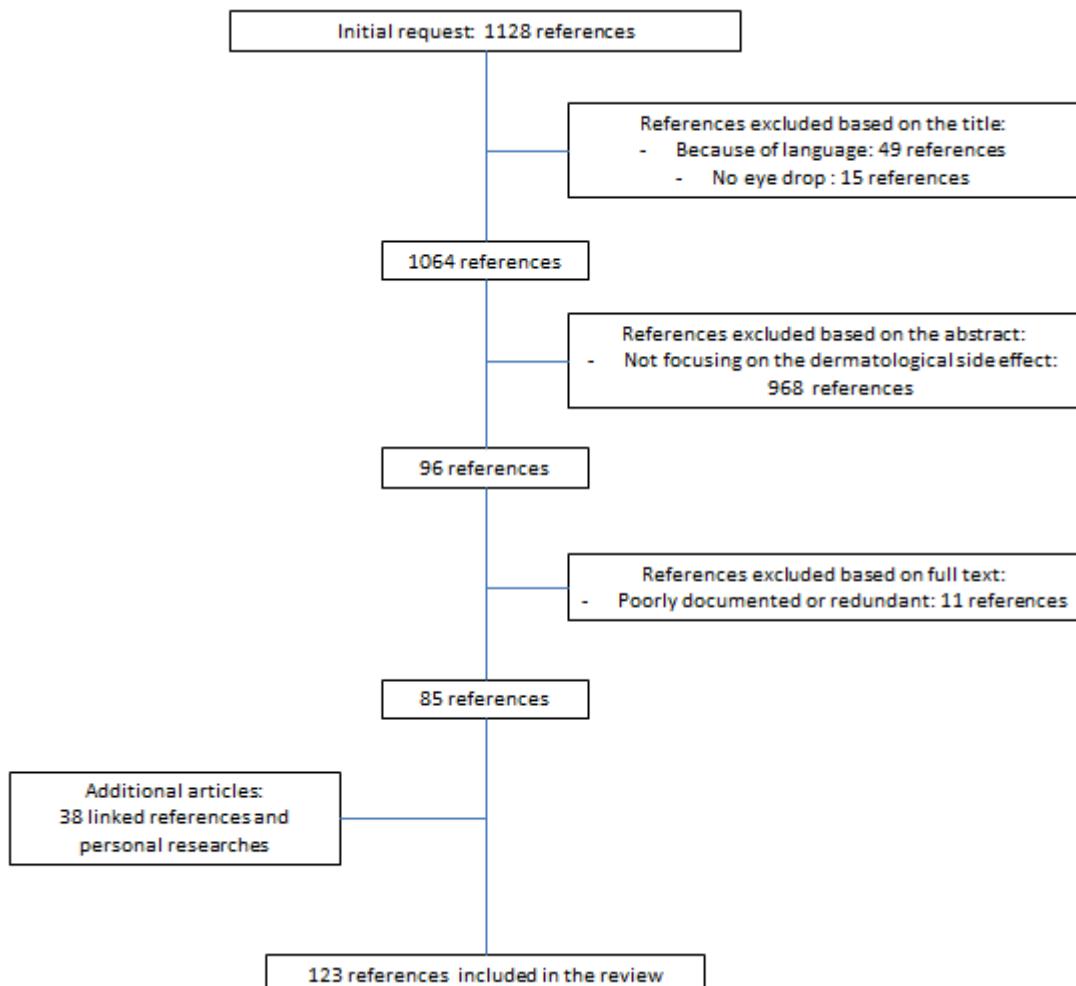 Initial request: 1128 references
References excluded based on the title:
- Because of language: 49 references
- No eye drop : 15 references
1064 references
References excluded based on the abstract:
- Not focusing on the dermatological side effect:
968 references
96 references
References excluded based on full text:
- Poorly documented or redundant: 11 references
85 references
Additional articles:
38 linked references and
personal researches
123 references included in the review